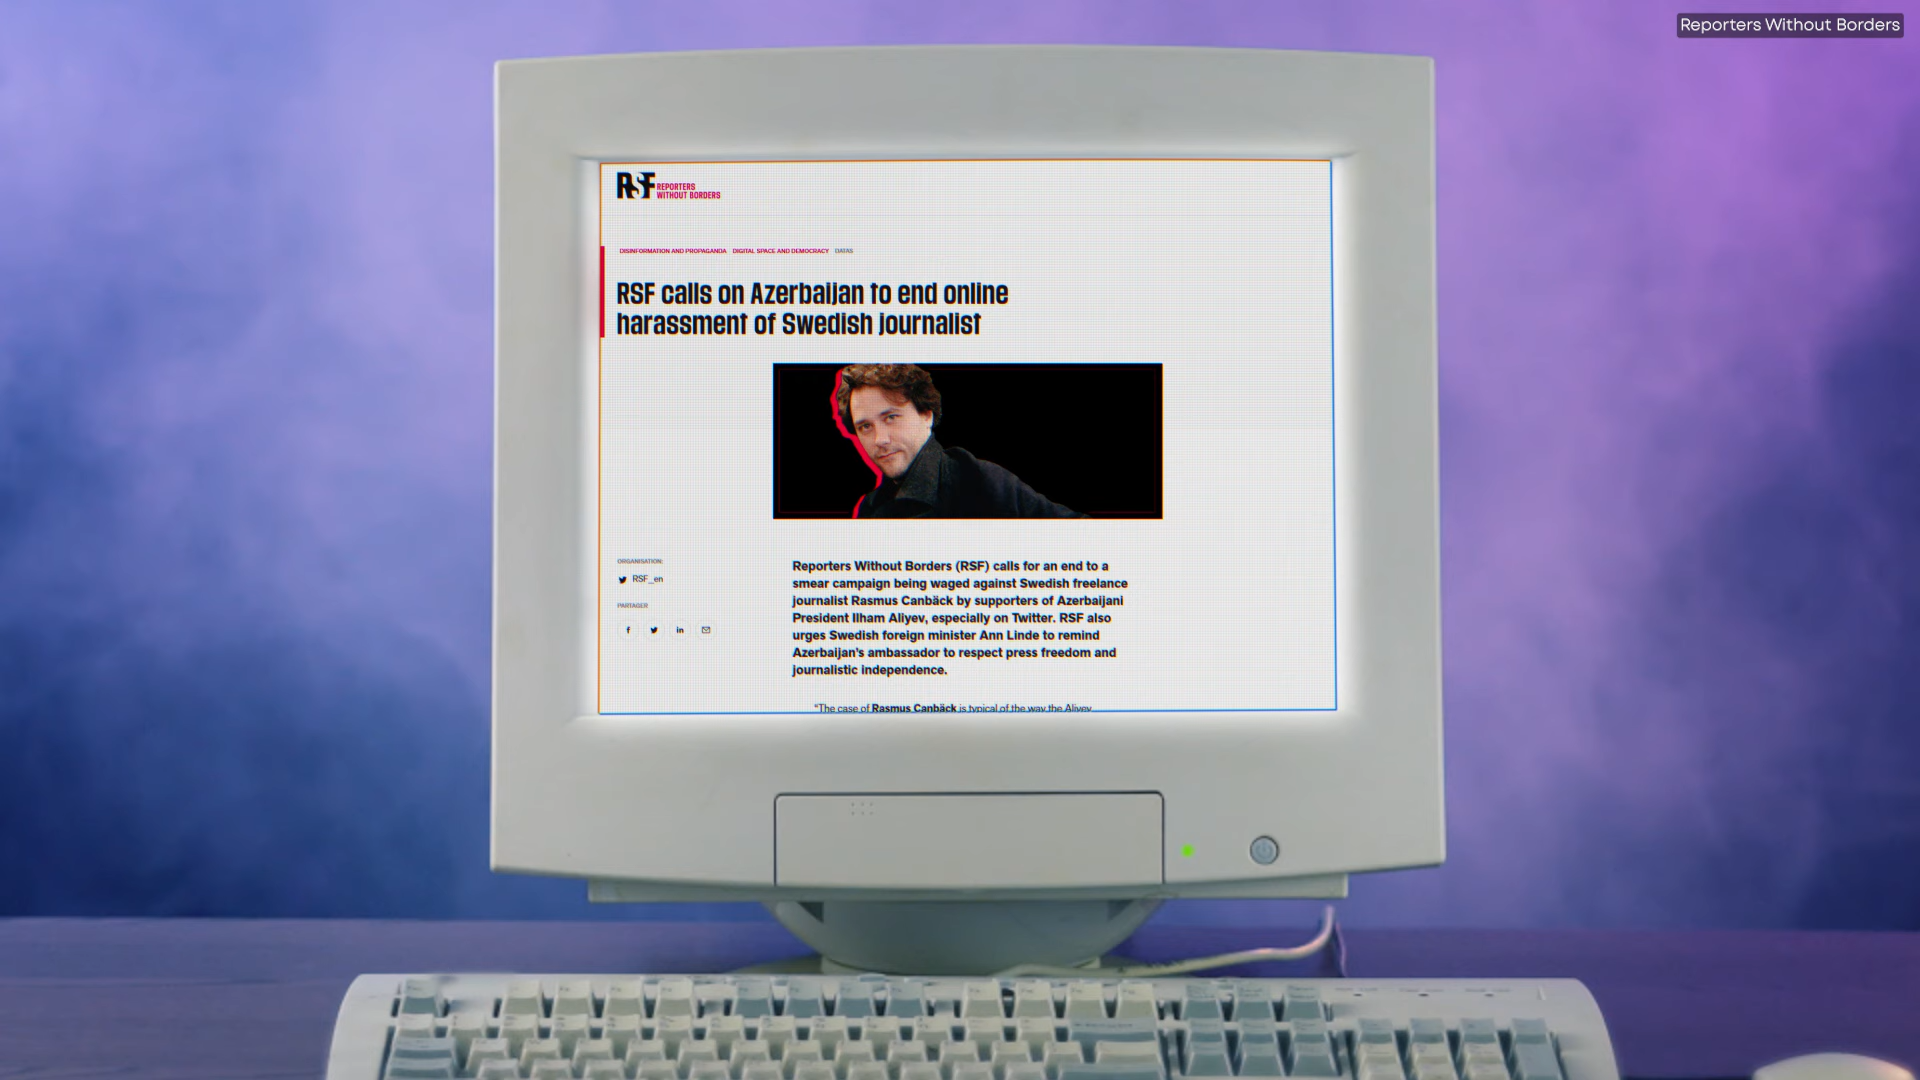 Reporters Without Borders
RSF REPORTERS
WITHOUT BORDERS
DISINFORMATION AND PROPAGANDA DIGITAL SPACE AND DEMOCRACY DATAS
RSF calls on Azerbaijan to end online
harassment of Swedish journalist
ORGANISATION:
RSF_en
PARTAGER
Reporters Without Borders (RSF) calls for an end to a
smear campaign being waged against Swedish freelance
journalist Rasmus Canbäck by supporters of Azerbaijani
President Ilham Aliyev, especially on Twitter. RSF also
urges Swedish foreign minister Ann Linde to remind
Azerbaijan's ambassador to respect press freedom and
journalistic independence.
"The case of Rasmus Canbäck is typical of the way the Aliyev